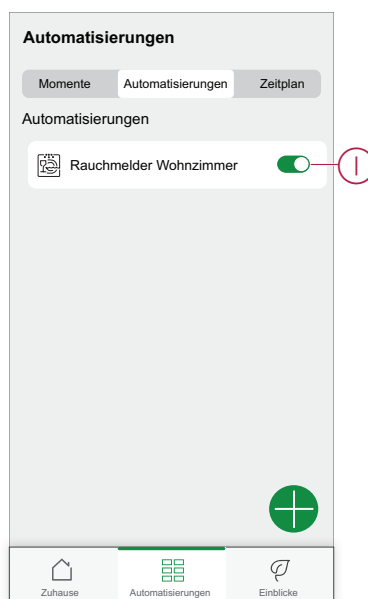 Automatisierungen
Momente Automatisierungen Zeitplan
Automatisierungen
Rauchmelder Wohnzimmer
I
Zuhause Automatisierungen Einblicke